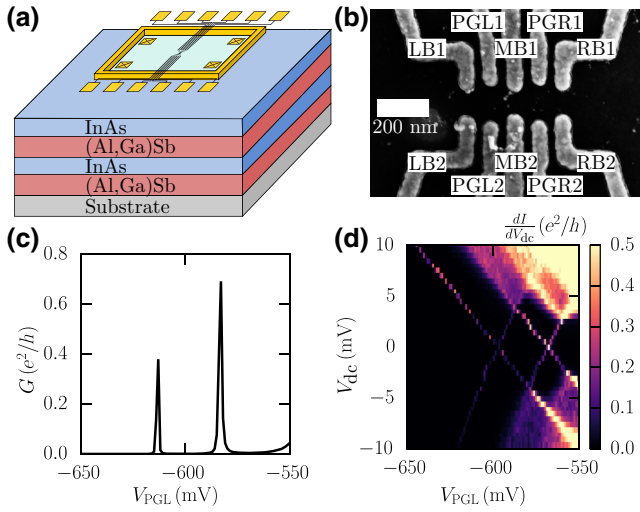 (a)
InAs
(Al,Ga)Sb
InAs
(Al,Ga)Sb
Substrate
(b)
PGL1 PGR1
LB1 MB1 RB1
200 nm
LB2 MB2 RB2
PGL2 PGR2
(c)
0.8
0.6
0.4
0.2
0.0
G (e²/h)
−650 −600 −550
V_PGL (mV)
(d)
dI/dV_dc (e²/h)
10
5
0
−5
−10
V_dc (mV)
−650 −600 −550
V_PGL (mV)
0.5
0.4
0.3
0.2
0.1
0.0